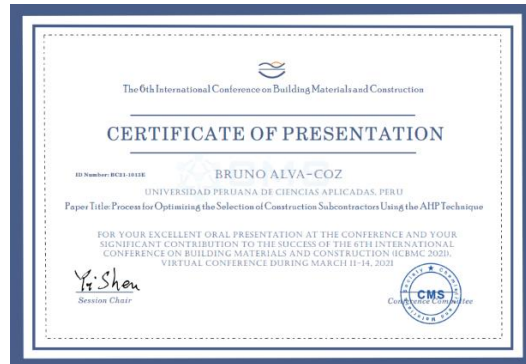 The 6th International Conference on Building Materials and Construction
CERTIFICATE OF PRESENTATION
ID Number: BC21-1013E
BRUNO ALVA-COZ
UNIVERSIDAD PERUANA DE CIENCIAS APLICADAS, PERU
Paper Title: Process for Optimizing the Selection of Construction Subcontractors Using the AHP Technique
FOR YOUR EXCELLENT ORAL PRESENTATION AT THE CONFERENCE AND YOUR
SIGNIFICANT CONTRIBUTION TO THE SUCCESS OF THE 6TH INTERNATIONAL
CONFERENCE ON BUILDING MATERIALS AND CONSTRUCTION (ICBMC 2021),
VIRTUAL CONFERENCE DURING MARCH 11-14, 2021
Yi Shen
Session Chair
Conference Committee
CMS